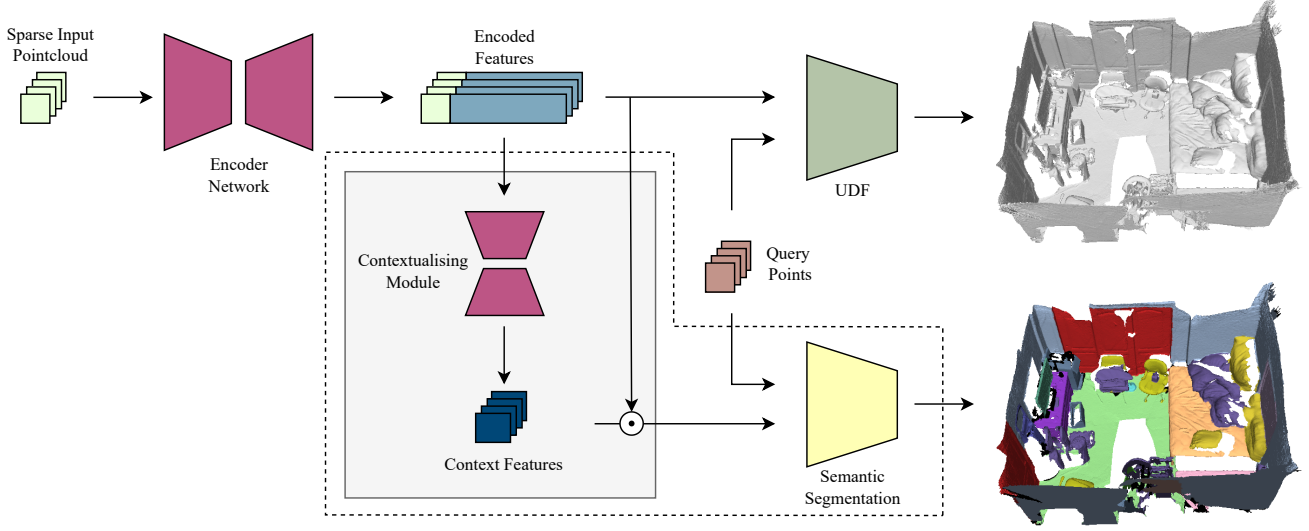 Sparse Input
Pointcloud
Encoder
Network
Encoded
Features
Contextualising
Module
Context Features
Query
Points
UDF
Semantic
Segmentation